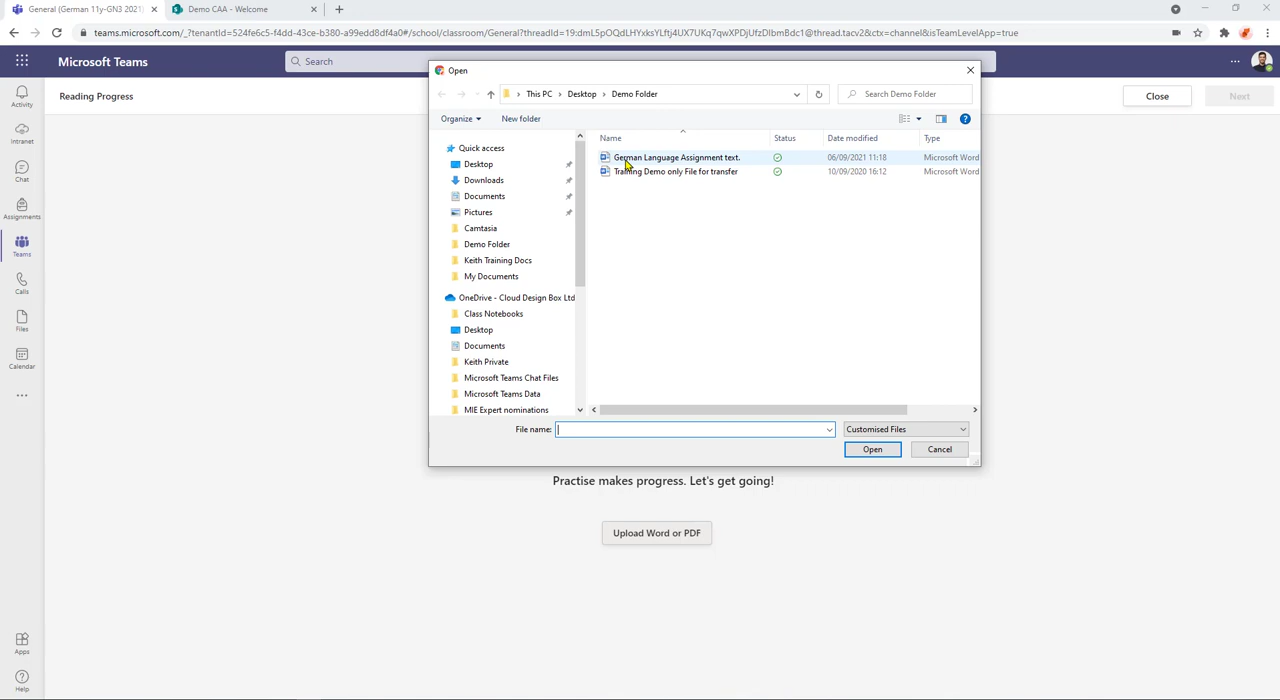 General (German 11y-GN3 2021)
Demo CAA - Welcome
teams.microsoft.com/_?tenantId=524fe6c5-f4dd-43ce-b380-a99edd8df4a0#/school/classroom/General?threadId=19:dmL5pOQdLHYxksYLftj4UX7UKq7qwXPDjUfzDIbmBdc1@thread.tacv2&ctx=channel&isTeamLevelApp=true
Microsoft Teams
Search
Reading Progress
Close
Next
Activity
Intranet
Chat
Assignments
Teams
Calls
Files
Calendar
Apps
Help
Open
This PC > Desktop > Demo Folder
Search Demo Folder
Organize
New folder
Quick access
Desktop
Downloads
Documents
Pictures
Camtasia
Demo Folder
Keith Training Docs
My Documents
OneDrive - Cloud Design Box Ltd
Class Notebooks
Desktop
Documents
Keith Private
Microsoft Teams Chat Files
Microsoft Teams Data
MIE Expert nominations
Name Status Date modified Type
German Language Assignment text. 06/09/2021 11:18 Microsoft Word
Training Demo only File for transfer 10/09/2020 16:12 Microsoft Word
File name:
Customised Files
Open
Cancel
Practise makes progress. Let's get going!
Upload Word or PDF